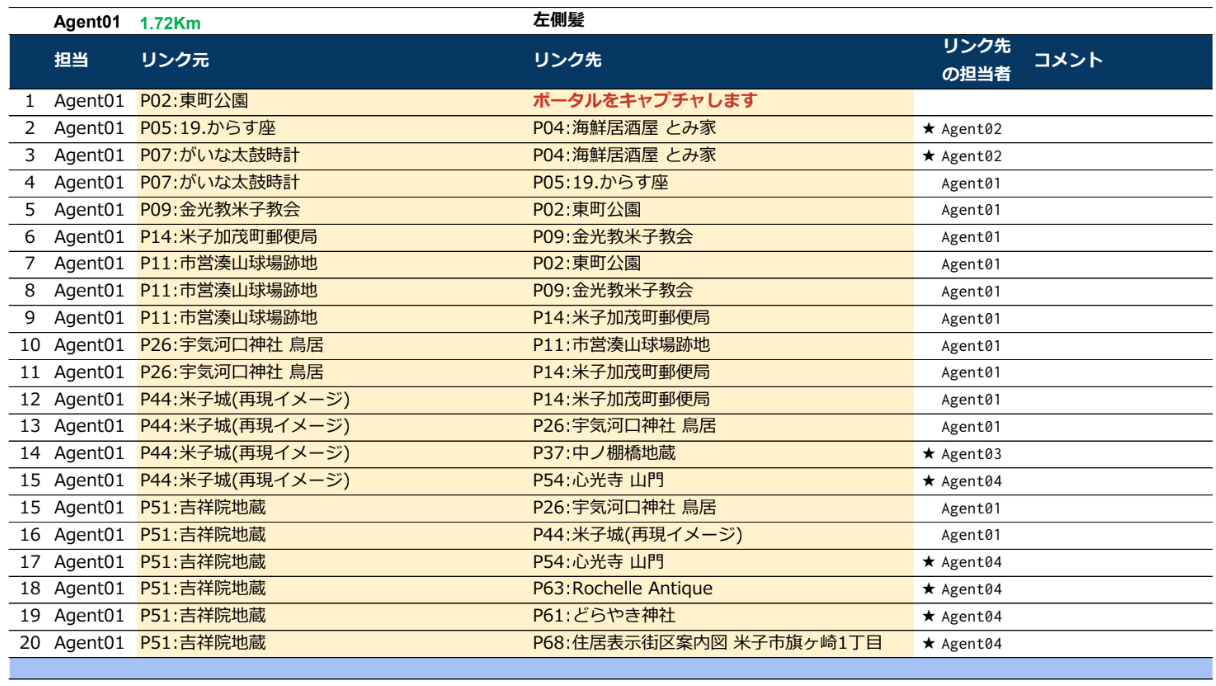 Agent01 1.72Km 左側髪
担当 リンク元 リンク先 リンク先の担当者 コメント
1 Agent01 P02:東町公園 ポータルをキャプチャします
2 Agent01 P05:19.からす座 P04:海鮮居酒屋 とみ家 ★ Agent02
3 Agent01 P07:がいな太鼓時計 P04:海鮮居酒屋 とみ家 ★ Agent02
4 Agent01 P07:がいな太鼓時計 P05:19.からす座 Agent01
5 Agent01 P09:金光教米子教会 P02:東町公園 Agent01
6 Agent01 P14:米子加茂町郵便局 P09:金光教米子教会 Agent01
7 Agent01 P11:市営湊山球場跡地 P02:東町公園 Agent01
8 Agent01 P11:市営湊山球場跡地 P09:金光教米子教会 Agent01
9 Agent01 P11:市営湊山球場跡地 P14:米子加茂町郵便局 Agent01
10 Agent01 P26:宇気河口神社 鳥居 P11:市営湊山球場跡地 Agent01
11 Agent01 P26:宇気河口神社 鳥居 P14:米子加茂町郵便局 Agent01
12 Agent01 P44:米子城(再現イメージ) P14:米子加茂町郵便局 Agent01
13 Agent01 P44:米子城(再現イメージ) P26:宇気河口神社 鳥居 Agent01
14 Agent01 P44:米子城(再現イメージ) P37:中ノ棚橋地蔵 ★ Agent03
15 Agent01 P44:米子城(再現イメージ) P54:心光寺 山門 ★ Agent04
15 Agent01 P51:吉祥院地蔵 P26:宇気河口神社 鳥居 Agent01
16 Agent01 P51:吉祥院地蔵 P44:米子城(再現イメージ) Agent01
17 Agent01 P51:吉祥院地蔵 P54:心光寺 山門 ★ Agent04
18 Agent01 P51:吉祥院地蔵 P63:Rochelle Antique ★ Agent04
19 Agent01 P51:吉祥院地蔵 P61:どらやき神社 ★ Agent04
20 Agent01 P51:吉祥院地蔵 P68:住居表示街区案内図 米子市旗ヶ崎1丁目 ★ Agent04